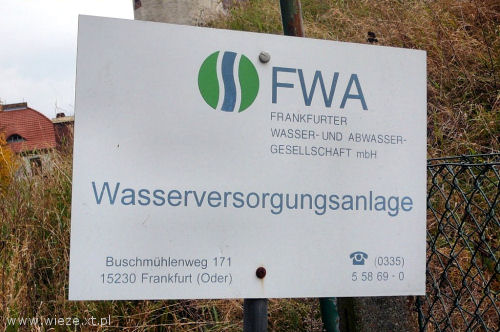 FWA
FRANKFURTER
WASSER- UND ABWASSER-
GESELLSCHAFT mbH
Wasserversorgungsanlage
Buschmühlenweg 171
15230 Frankfurt (Oder)
☎ (0335)
5 58 69 - 0
www.wieze.xt.pl